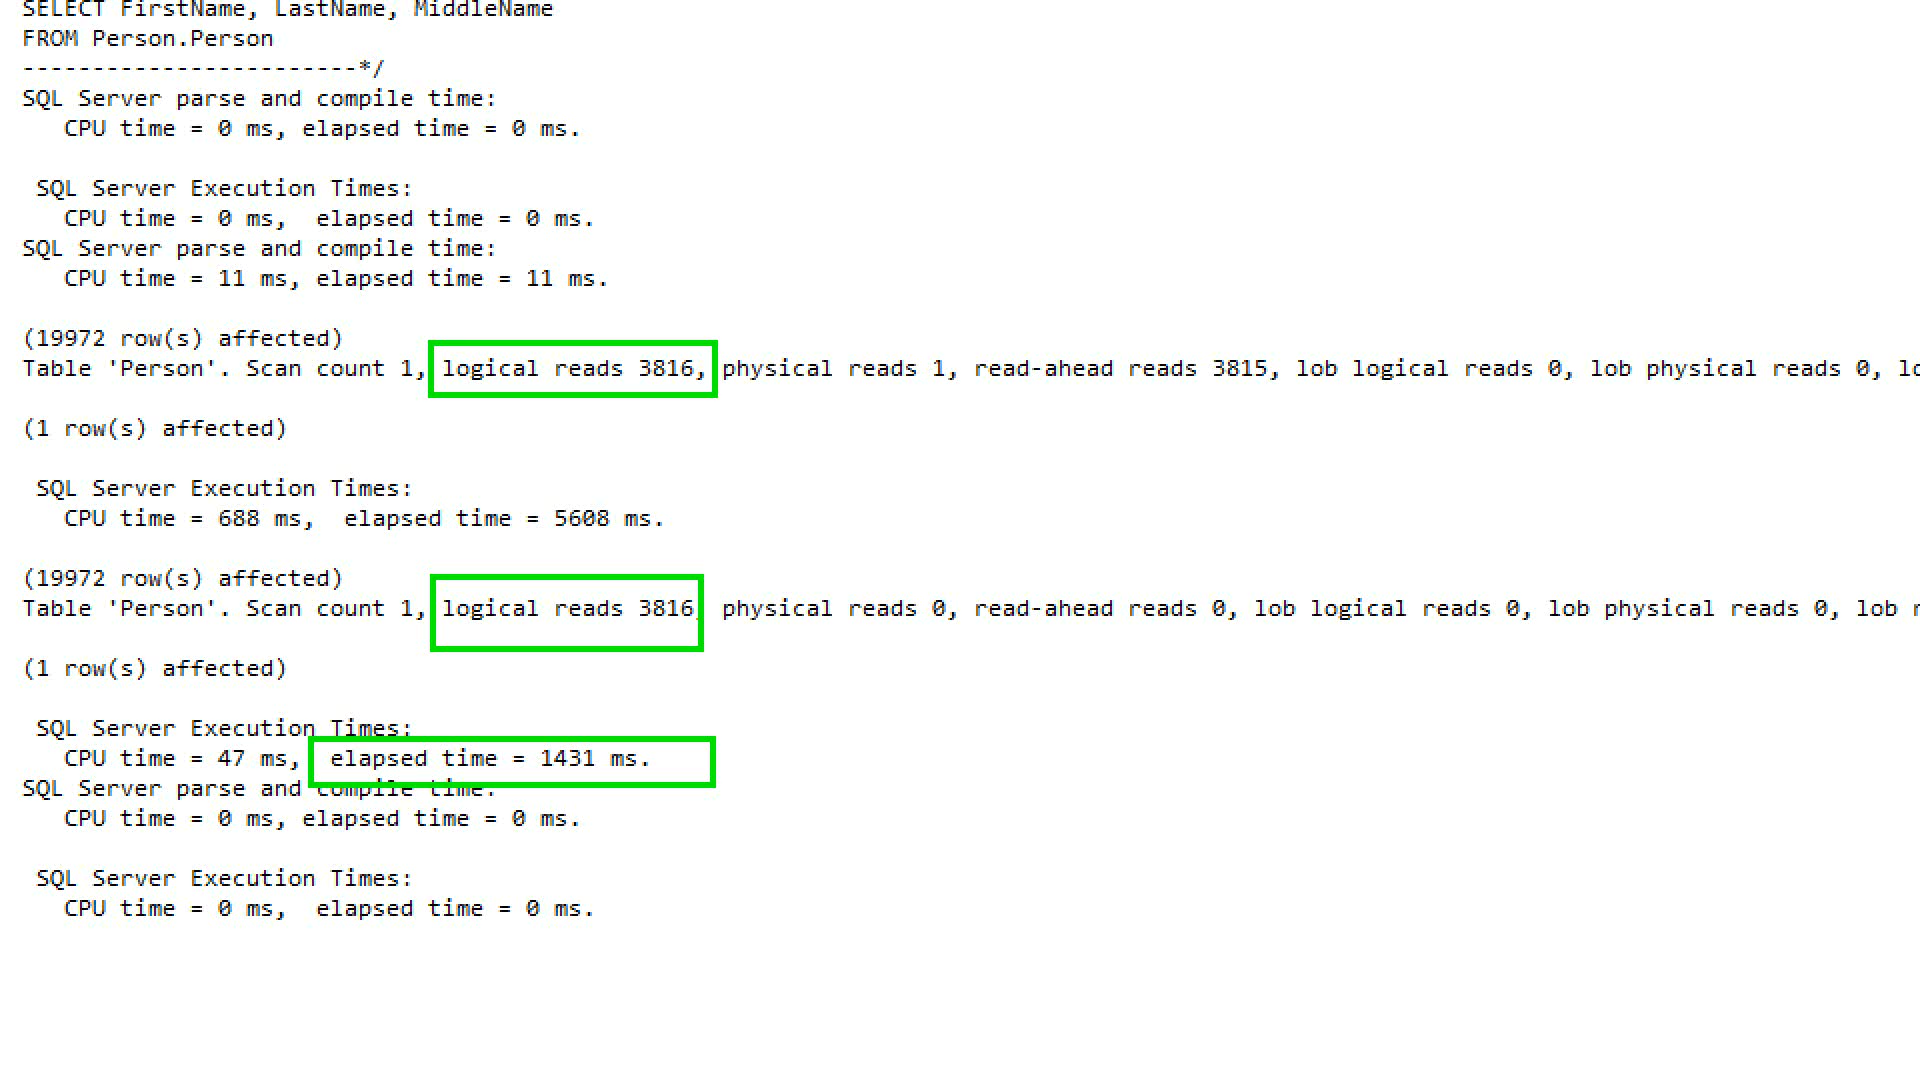 SELECT FirstName, LastName, MiddleName
FROM Person.Person
------------------------*/
SQL Server parse and compile time:
CPU time = 0 ms, elapsed time = 0 ms.
SQL Server Execution Times:
CPU time = 0 ms,  elapsed time = 0 ms.
SQL Server parse and compile time:
CPU time = 11 ms, elapsed time = 11 ms.
(19972 row(s) affected)
Table 'Person'. Scan count 1, logical reads 3816, physical reads 1, read-ahead reads 3815, lob logical reads 0, lob physical reads 0,
(1 row(s) affected)
SQL Server Execution Times:
CPU time = 688 ms,  elapsed time = 5608 ms.
(19972 row(s) affected)
Table 'Person'. Scan count 1, logical reads 3816, physical reads 0, read-ahead reads 0, lob logical reads 0, lob physical reads 0, lob
(1 row(s) affected)
SQL Server Execution Times:
CPU time = 47 ms,  elapsed time = 1431 ms.
SQL Server parse and compile time:
CPU time = 0 ms, elapsed time = 0 ms.
SQL Server Execution Times:
CPU time = 0 ms,  elapsed time = 0 ms.